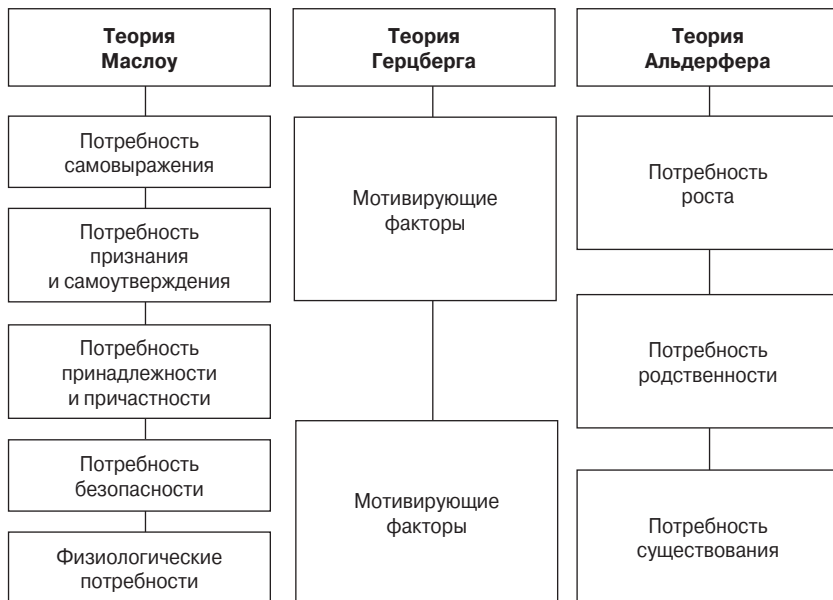 Теория
Маслоу
Потребность
самовыражения
Потребность
признания
и самоутверждения
Потребность
принадлежности
и причастности
Потребность
безопасности
Физиологические
потребности
Теория
Герцберга
Мотивирующие
факторы
Мотивирующие
факторы
Теория
Альдерфера
Потребность
роста
Потребность
родственности
Потребность
существования